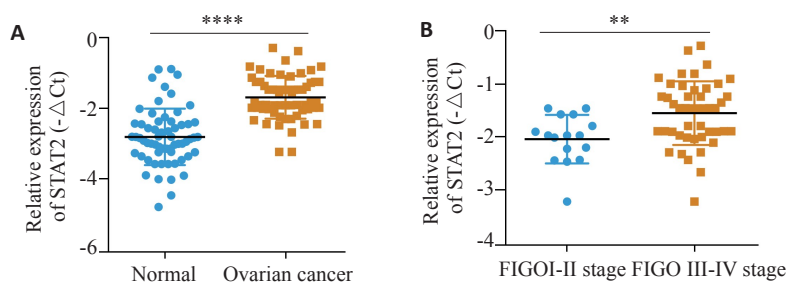 A
Relative expression
of STAT2 (-△Ct)
0
-2
-4
-6
****
Normal
Ovarian cancer
B
Relative expression
of STAT2 (-△Ct)
0
-1
-2
-3
-4
**
FIGOI-II stage
FIGO III-IV stage